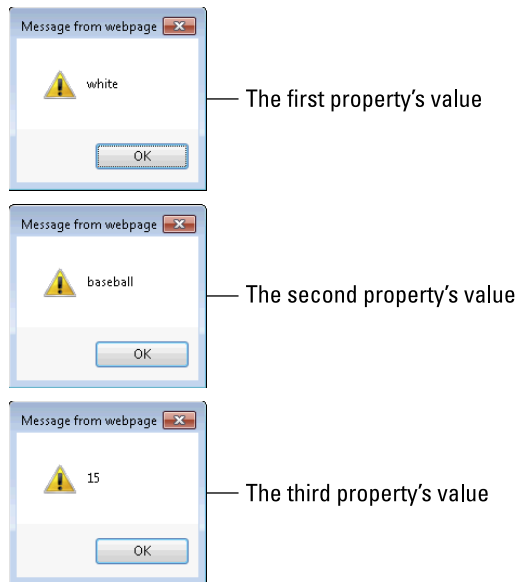 Message from webpage
white
OK
The first property's value
Message from webpage
baseball
OK
The second property's value
Message from webpage
15
OK
The third property's value